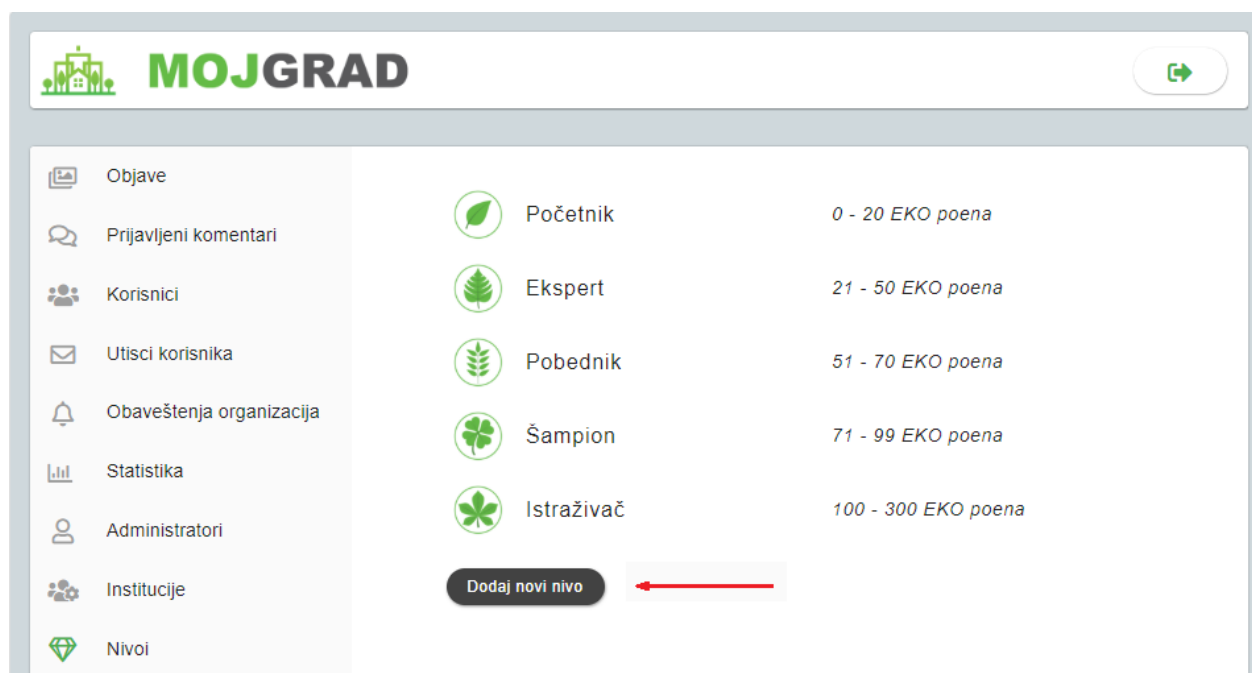 MOJGRAD
Objave
Prijavljeni komentari
Korisnici
Utisci korisnika
Obaveštenja organizacija
Statistika
Administratori
Institucije
Nivoi
Početnik 0 - 20 EKO poena
Ekspert 21 - 50 EKO poena
Pobednik 51 - 70 EKO poena
Šampion 71 - 99 EKO poena
Istraživač 100 - 300 EKO poena
Dodaj novi nivo